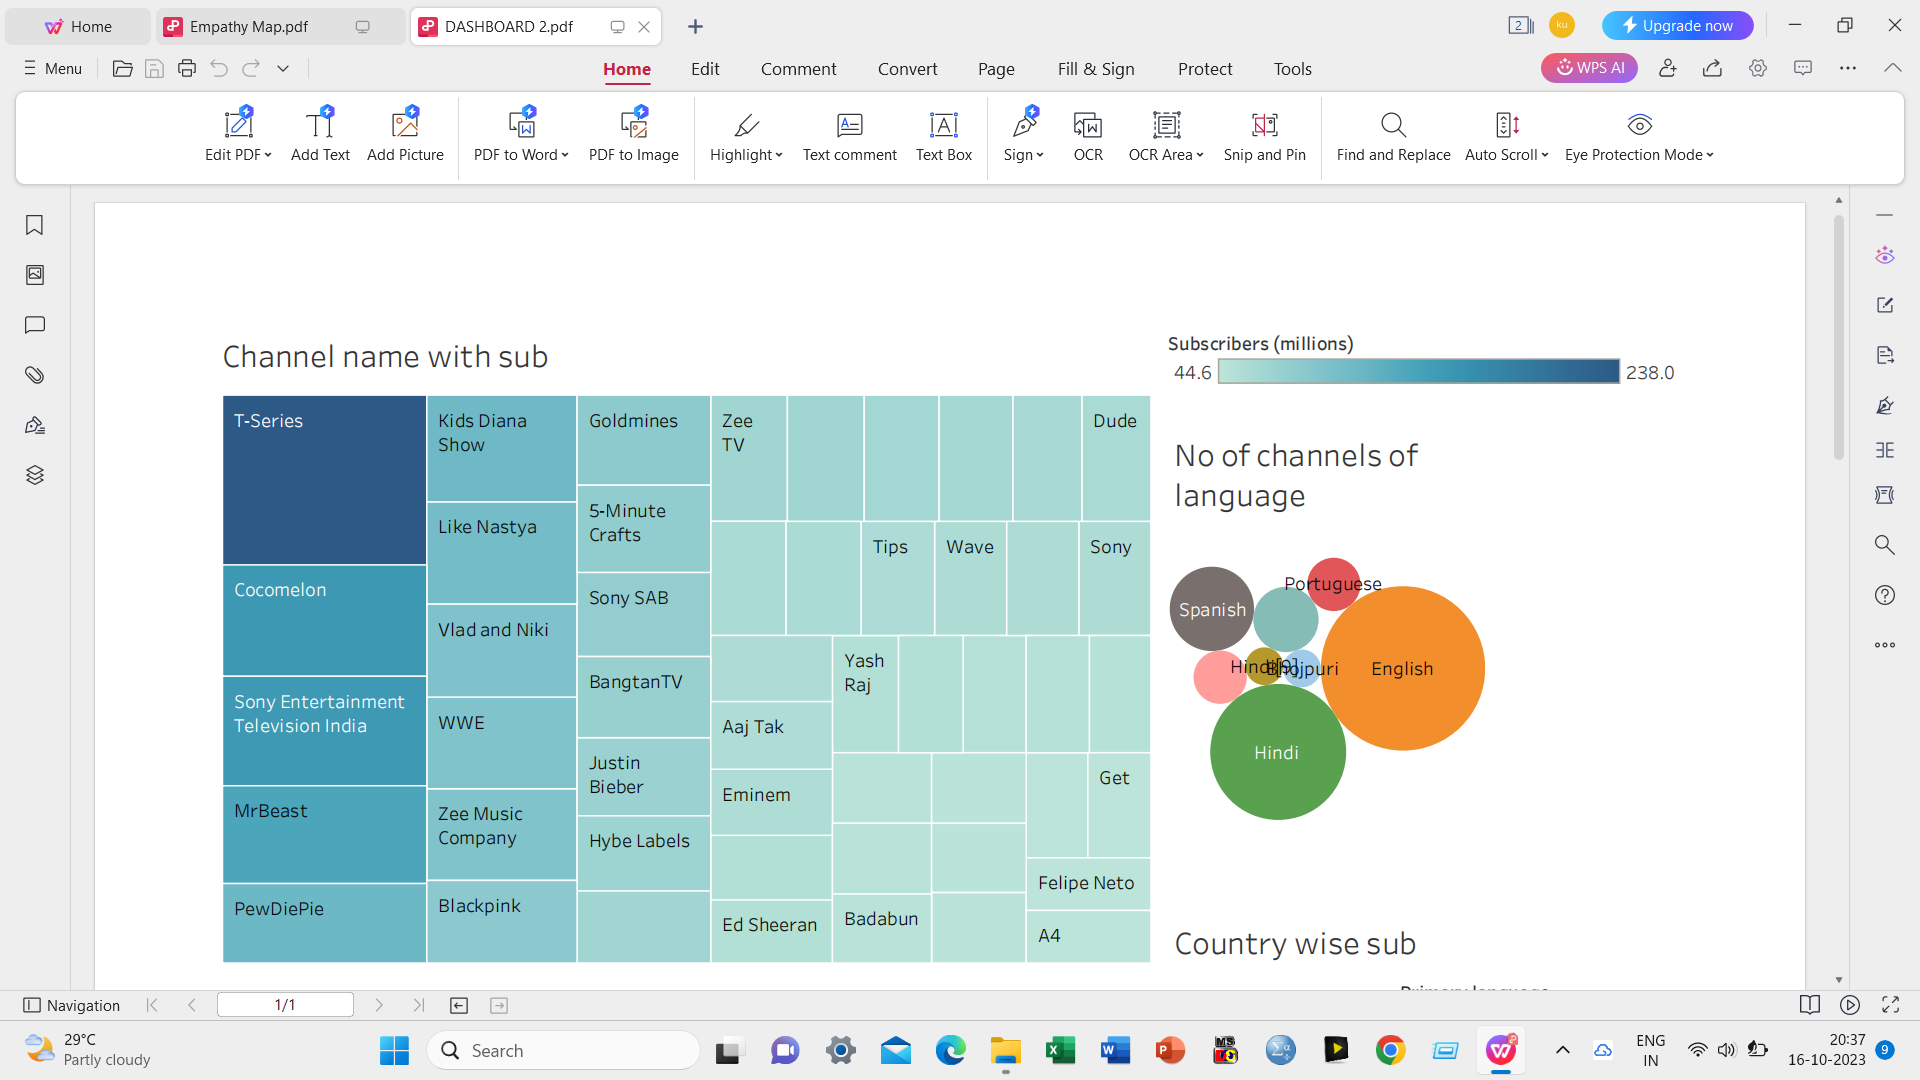 Home
Empathy Map.pdf
DASHBOARD 2.pdf
2
ku
Upgrade now
Menu
Home
Edit
Comment
Convert
Page
Fill & Sign
Protect
Tools
WPS AI
Edit PDF
Add Text
Add Picture
PDF to Word
PDF to Image
Highlight
Text comment
Text Box
Sign
OCR
OCR Area
Snip and Pin
Find and Replace
Auto Scroll
Eye Protection Mode
Channel name with sub
T-Series
Cocomelon
Sony Entertainment
Television India
MrBeast
PewDiePie
Kids Diana
Show
Like Nastya
Vlad and Niki
WWE
Zee Music
Company
Blackpink
Goldmines
5-Minute
Crafts
Sony SAB
BangtanTV
Justin
Bieber
Hybe Labels
Zee
TV
Dude
Tips
Wave
Sony
Aaj Tak
Eminem
Ed Sheeran
Yash
Raj
Badabun
Get
Felipe Neto
A4
Subscribers (millions)
44.6
238.0
No of channels of
language
Portuguese
Spanish
Hindi[9]
Bhojpuri
English
Hindi
Country wise sub
Primary language
Navigation
1/1
29°C
Partly cloudy
Search
ENG
IN
20:37
16-10-2023
9